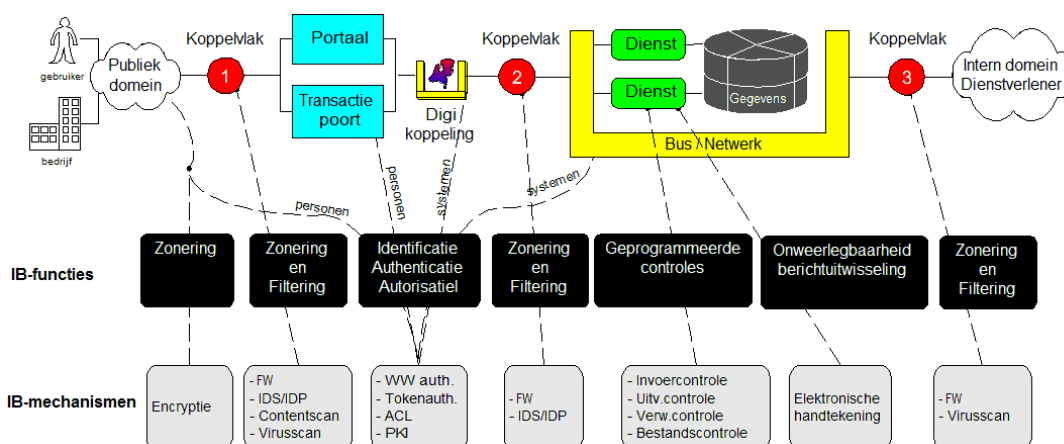 gebruiker
bedrijf
Publiek
domein
Koppelvlak
1
Portaal
Transactie
poort
Digi
koppeling
Koppelvlak
2
Dienst
Dienst
Gegevens
Bus / Netwerk
Koppelvlak
3
Intern domein
Dienstverlener
personen
personen
systemen
systemen
IB-functies
Zonering
Zonering
en
Filtering
Identificatie
Authenticatie
Autorisatiel
Zonering
en
Filtering
Geprogrammeerde
controles
Onweerlegbaarheid
berichtuitwisseling
Zonering
en
Filtering
IB-mechanismen
Encryptie
- FW
- IDS/IDP
- Contentscan
- Virusscan
- WW auth.
- Tokenauth.
- ACL
- PKI
- FW
- IDS/IDP
- Invoercontrole
- Uitv.controle
- Verw.controle
- Bestandscontrole
Elektronische
handtekening
- FW
- Virusscan